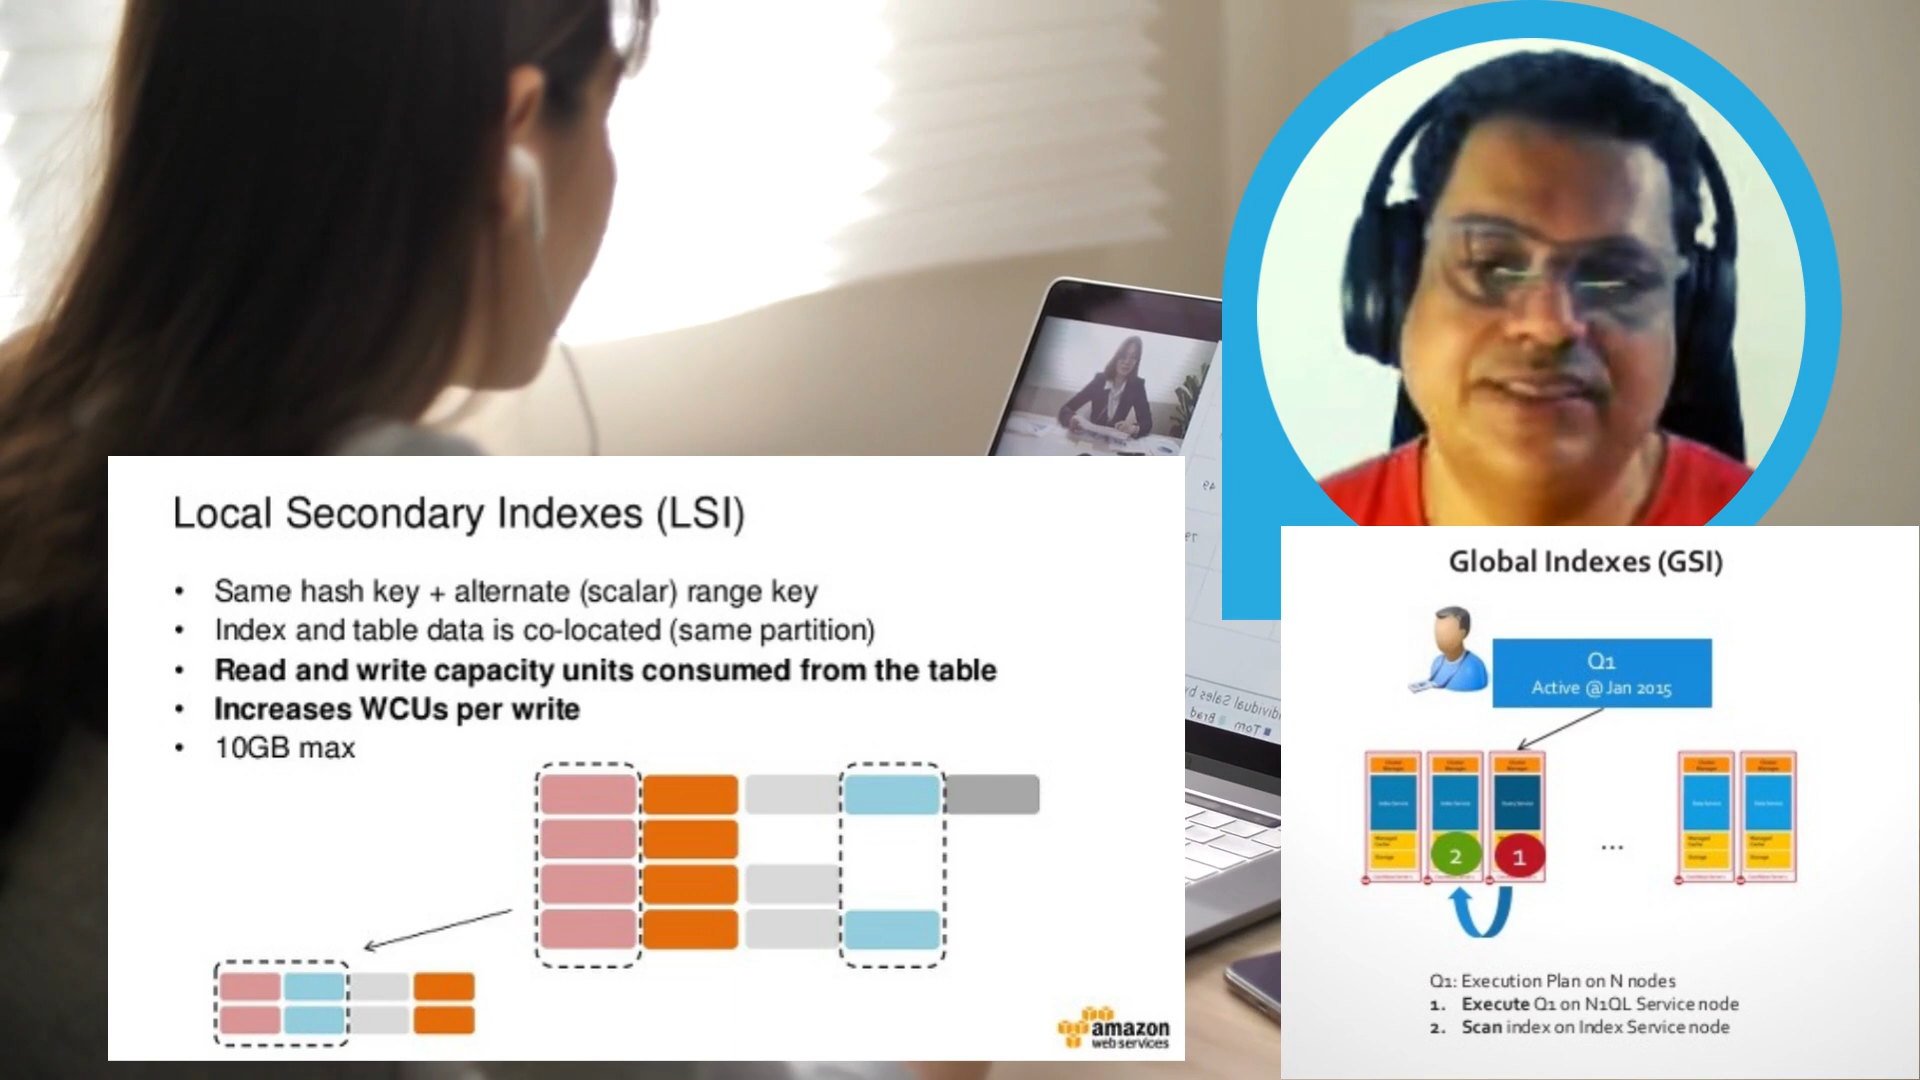 Local Secondary Indexes (LSI)
• Same hash key + alternate (scalar) range key
• Index and table data is co-located (same partition)
• Read and write capacity units consumed from the table
• Increases WCUs per write
• 10GB max
amazon
web services
Global Indexes (GSI)
Q1
Active @ Jan 2015
2
1
...
Q1: Execution Plan on N nodes
1. Execute Q1 on N1QL Service node
2. Scan index on Index Service node